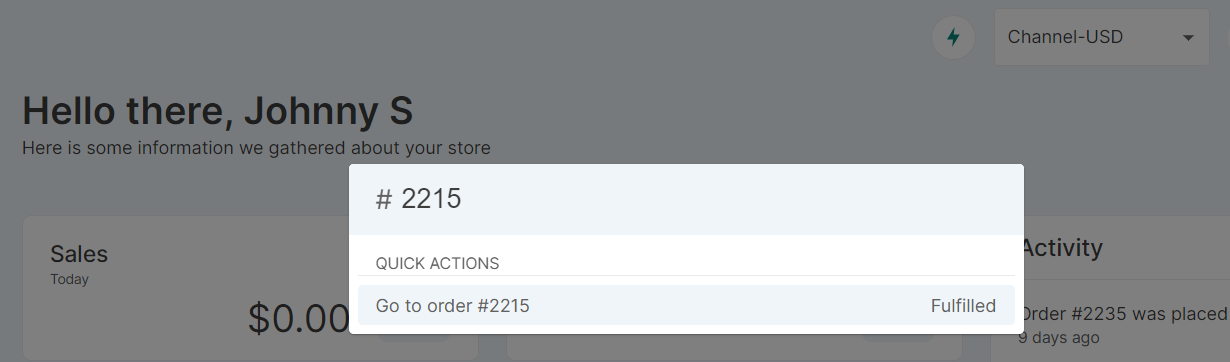 Channel-USD
Hello there, Johnny S
Here is some information we gathered about your store
# 2215
QUICK ACTIONS
Go to order #2215 Fulfilled
Sales
Today
$0.00
Activity
Order #2235 was placed
9 days ago